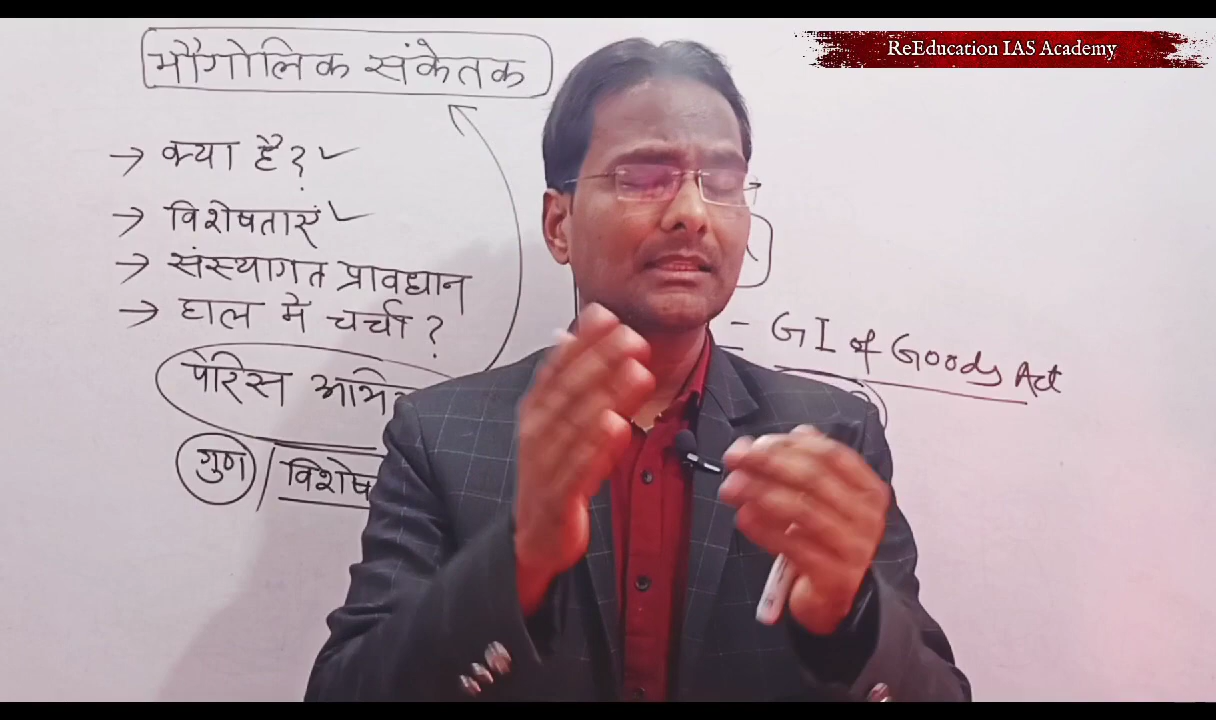 ReEducation IAS Academy
भौगोलिक संकेतक
→ क्या है? ✓
→ विशेषताएं ✓
→ संस्थागत प्रावधान
→ हाल में चर्चा?
पेरिस
= GI of Goods Act
गुण /